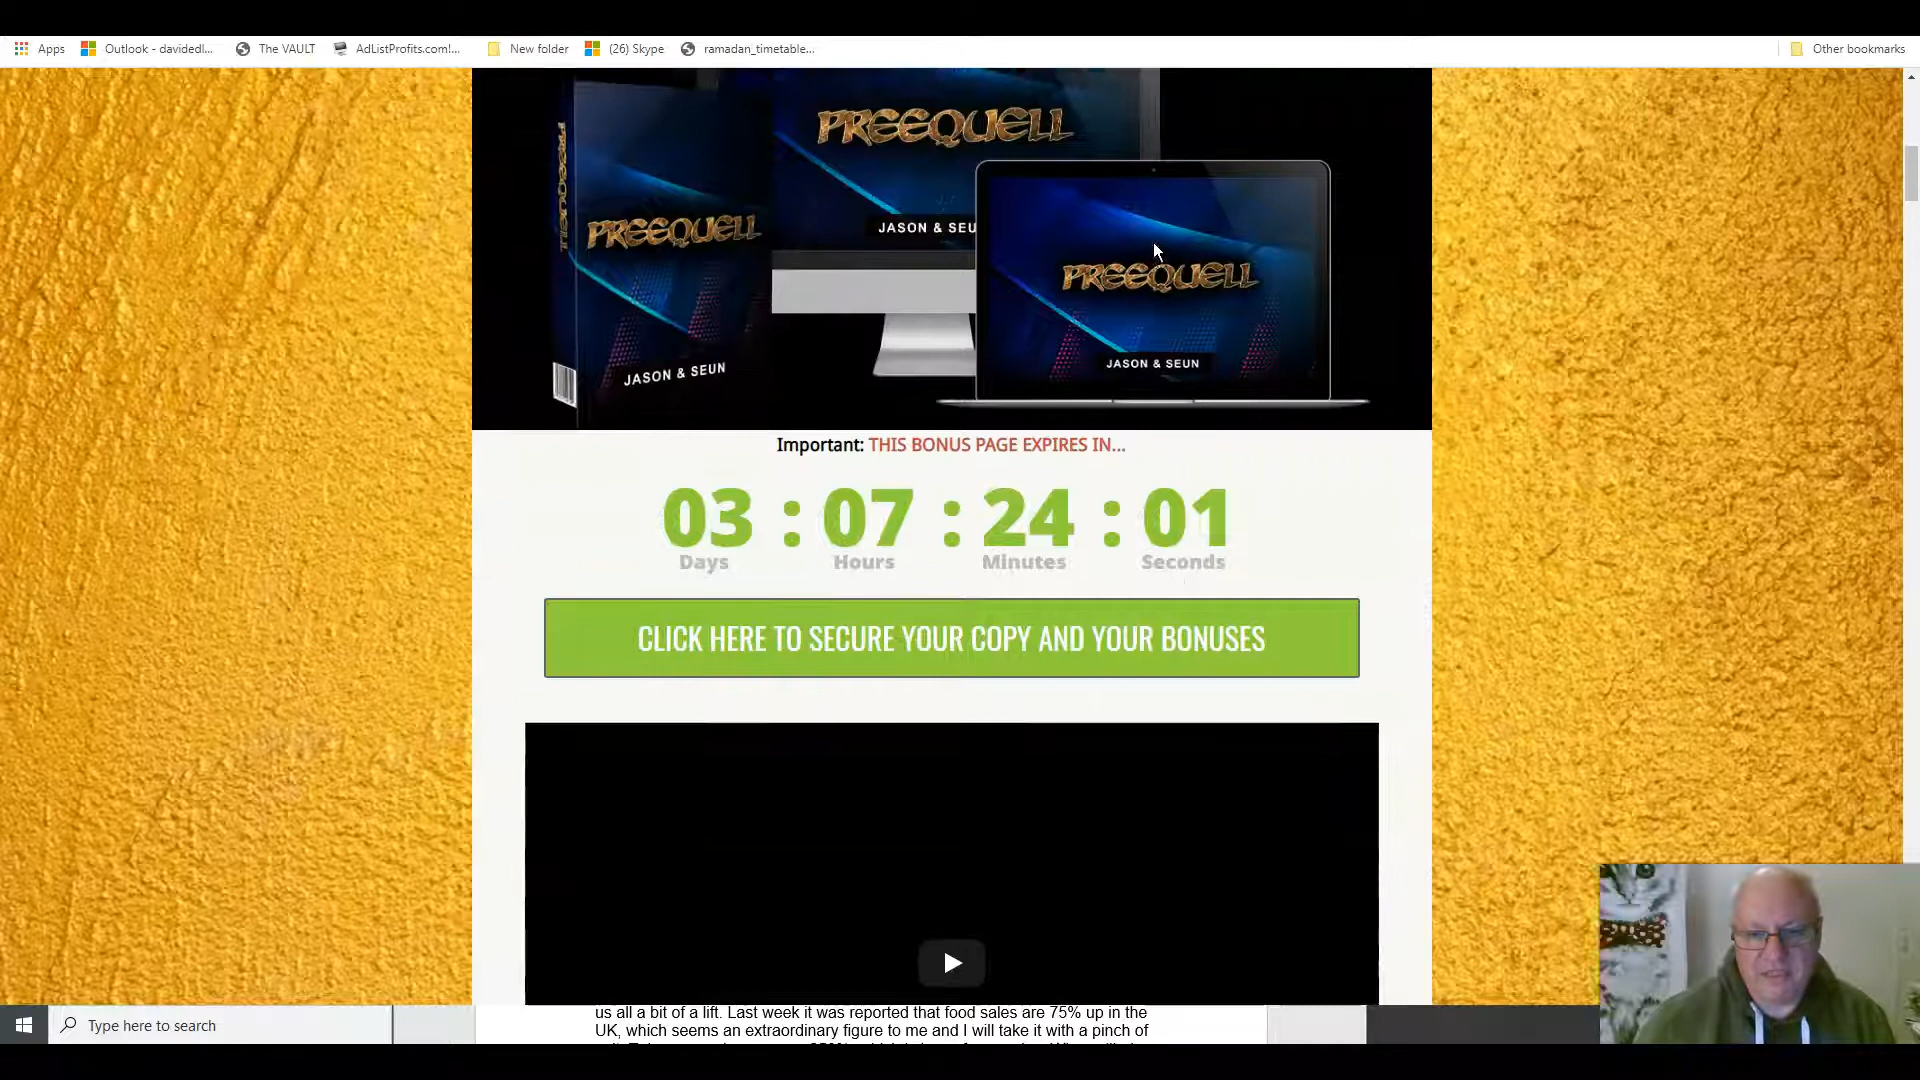 Apps
Outlook - davidedl...
The VAULT
AdListProfits.com!...
New folder
(26) Skype
ramadan_timetable...
Other bookmarks
PREEQUELL
PREEQUELL
PREEQUELL
JASON & SEU
PREEQUELL
JASON & SEUN
JASON & SEUN
Important: THIS BONUS PAGE EXPIRES IN...
03 : 07 : 24 : 01
Days Hours Minutes Seconds
CLICK HERE TO SECURE YOUR COPY AND YOUR BONUSES
us all a bit of a lift. Last week it was reported that food sales are 75% up in the
UK, which seems an extraordinary figure to me and I will take it with a pinch of
Type here to search